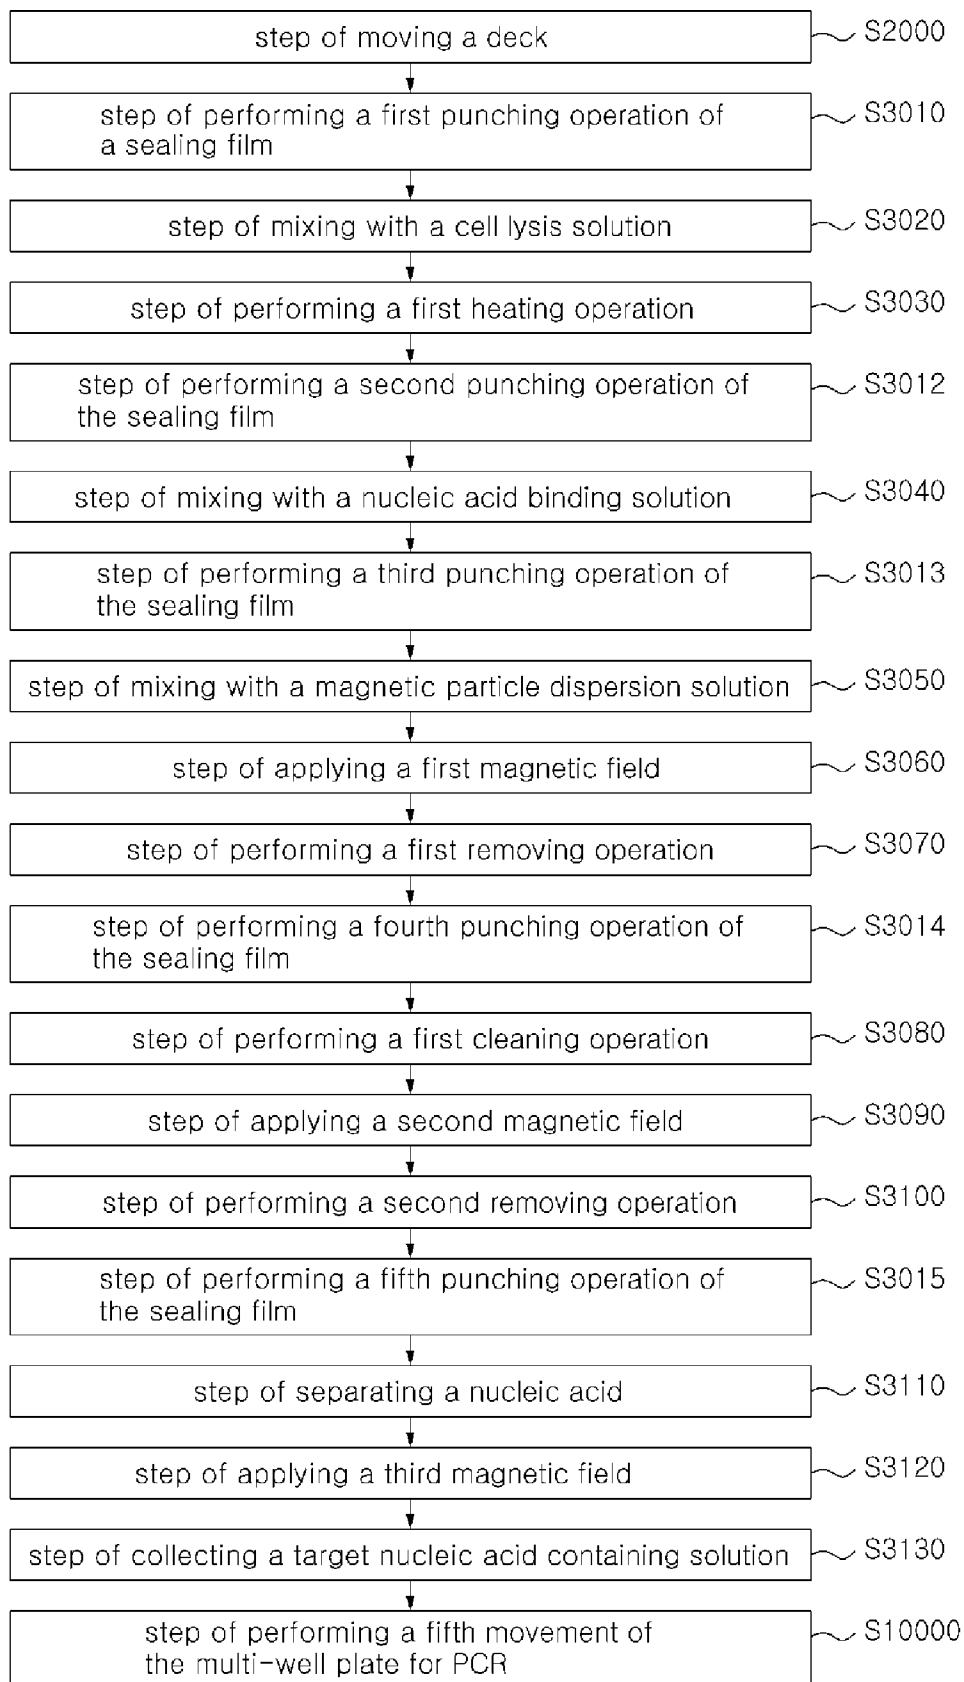 step of moving a deck
S2000
step of performing a first punching operation of
a sealing film
S3010
step of mixing with a cell lysis solution
S3020
step of performing a first heating operation
S3030
step of performing a second punching operation of
the sealing film
S3012
step of mixing with a nucleic acid binding solution
S3040
step of performing a third punching operation of
the sealing film
S3013
step of mixing with a magnetic particle dispersion solution
S3050
step of applying a first magnetic field
S3060
step of performing a first removing operation
S3070
step of performing a fourth punching operation of
the sealing film
S3014
step of performing a first cleaning operation
S3080
step of applying a second magnetic field
S3090
step of performing a second removing operation
S3100
step of performing a fifth punching operation of
the sealing film
S3015
step of separating a nucleic acid
S3110
step of applying a third magnetic field
S3120
step of collecting a target nucleic acid containing solution
S3130
step of performing a fifth movement of
the multi-well plate for PCR
S10000